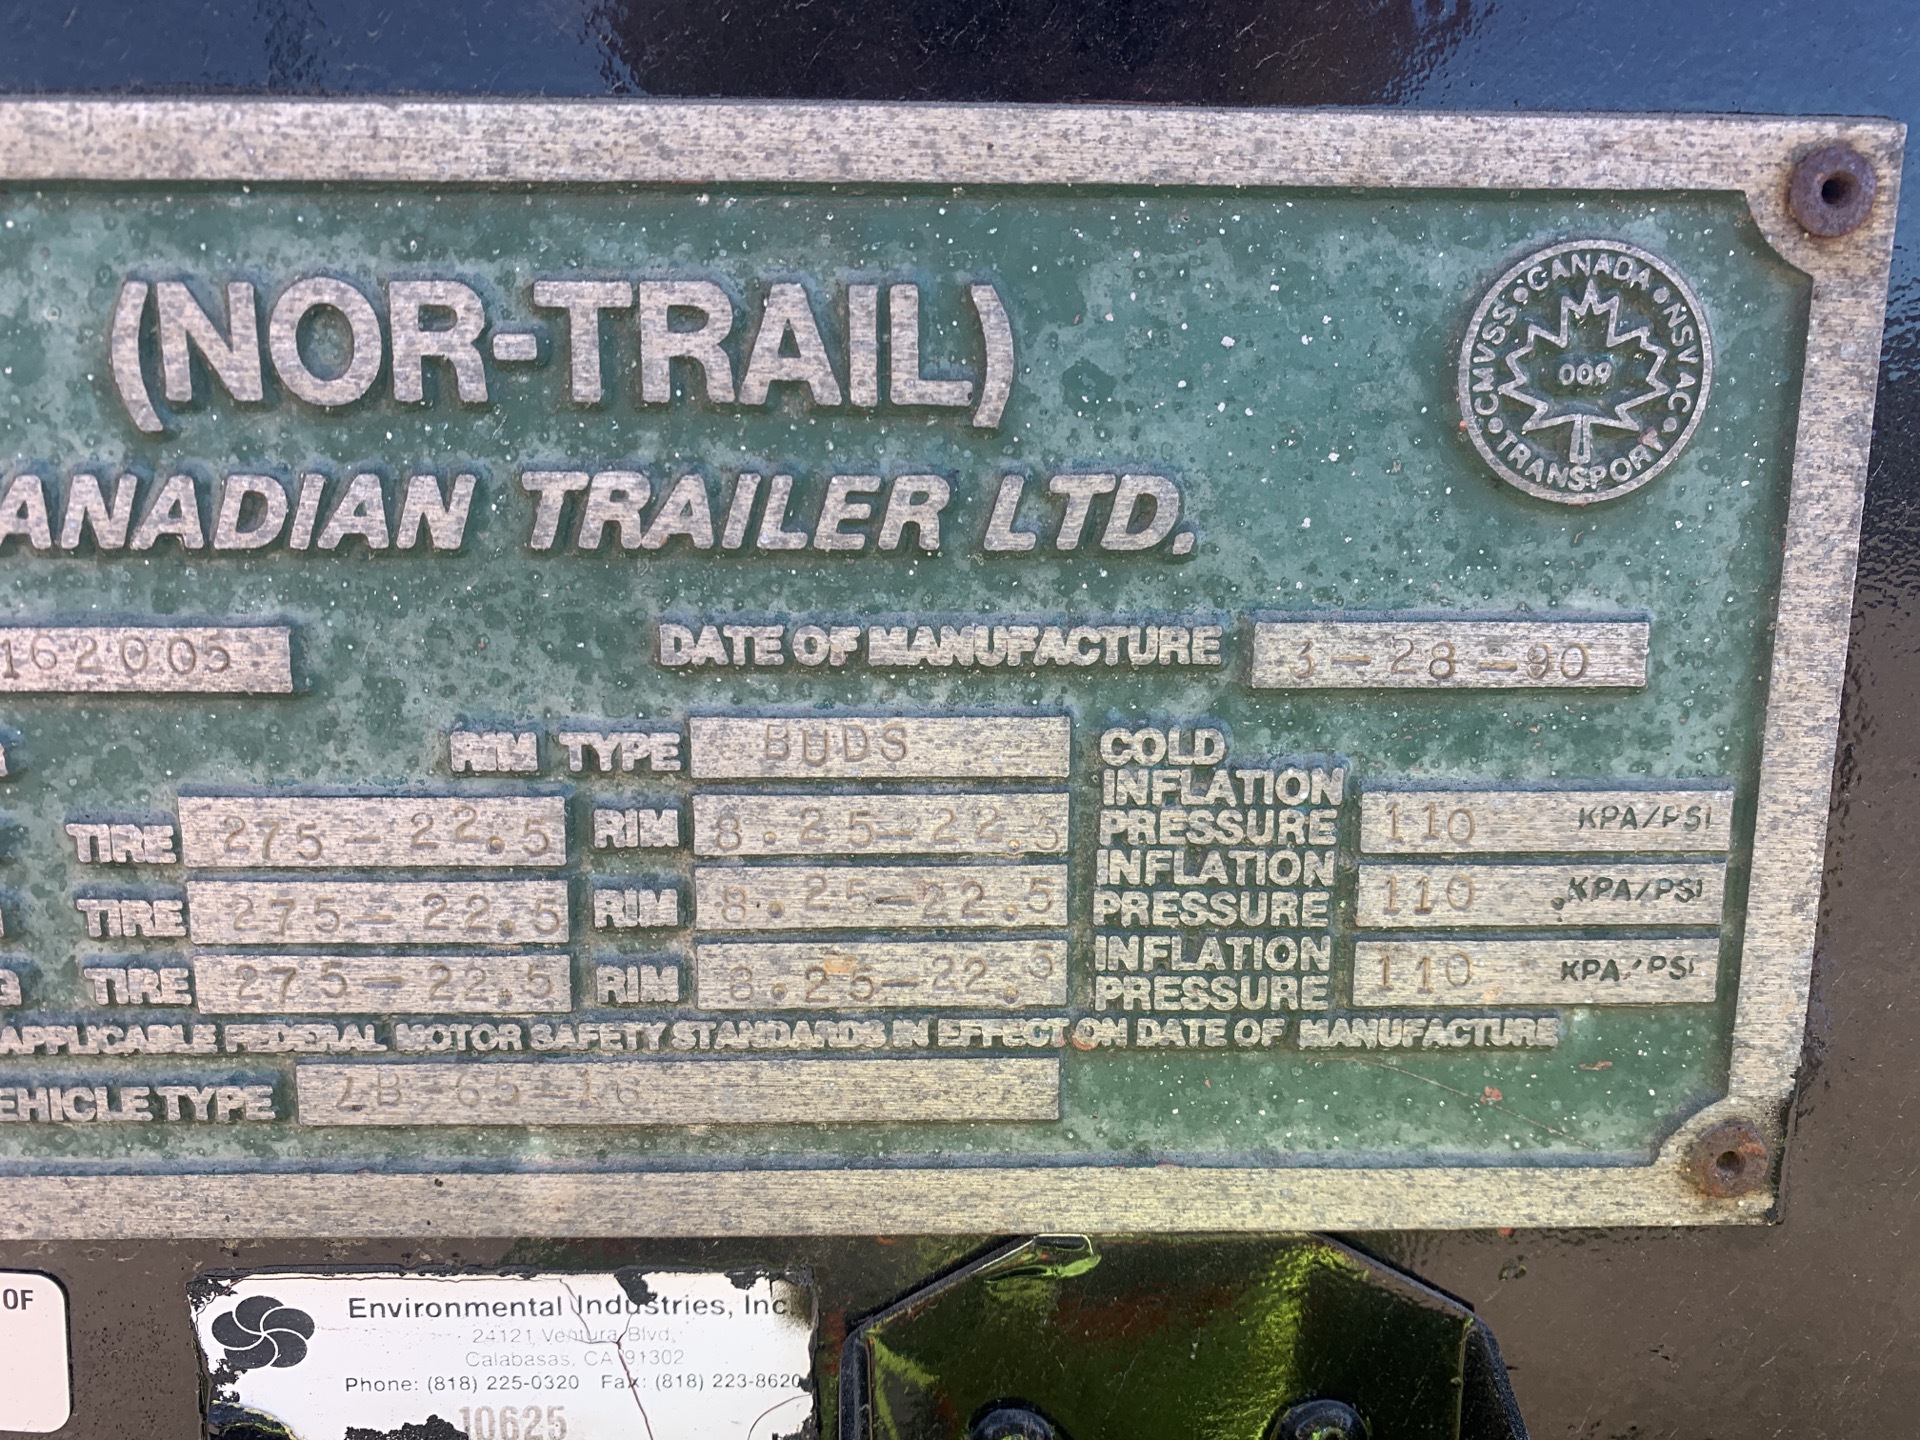 (NOR-TRAIL)
CANADA • NSVAC • TRANSPORT • CMVSS •
009
ANADIAN TRAILER LTD.
162005
DATE OF MANUFACTURE 3-28-90
RIM TYPE BUDS
COLD
TIRE 275-22.5 RIM 8.25-22.5 INFLATION PRESSURE 110 KPA/PSI
G TIRE 275-22.5 RIM 8.25-22.5 INFLATION PRESSURE 110 KPA/PSI
G TIRE 275-22.5 RIM 8.25-22.5 INFLATION PRESSURE 110 KPA/PSI
APPLICABLE FEDERAL MOTOR SAFETY STANDARDS IN EFFECT ON DATE OF MANUFACTURE
EHICLE TYPE LB-65-16
OF
Environmental Industries, Inc.
24121 Ventura Blvd.
Calabasas, CA 91302
Phone: (818) 225-0320 Fax: (818) 223-8620
10625